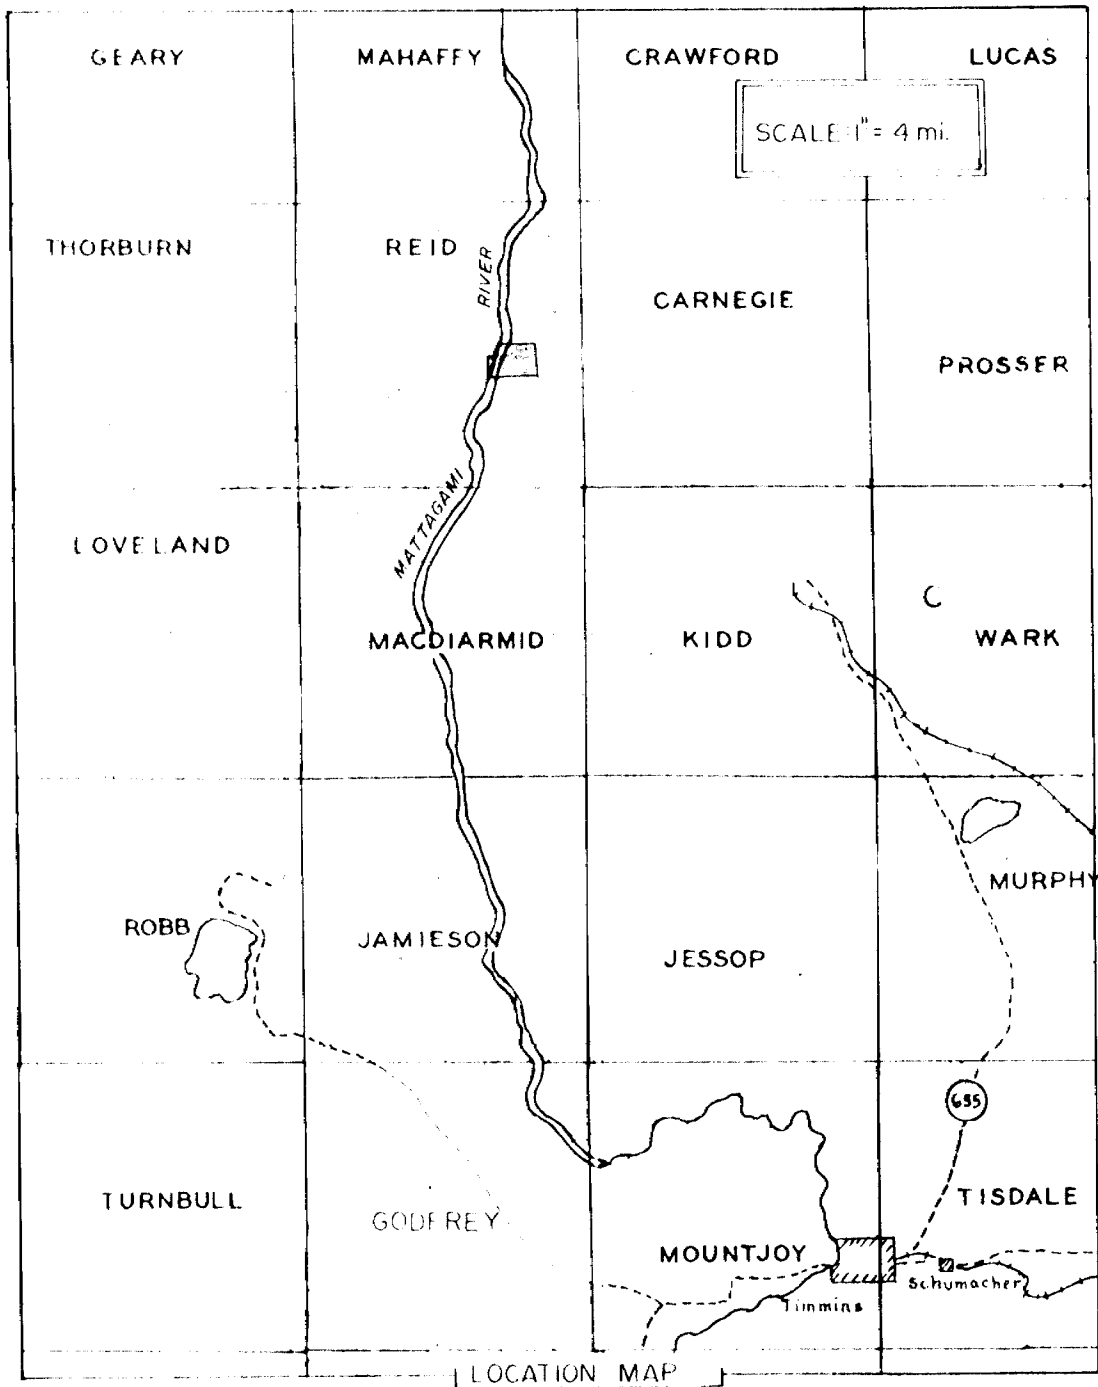 GEARY
MAHAFFY
CRAWFORD
LUCAS
SCALE 1" = 4 mi.
THORBURN
REID
RIVER
CARNEGIE
PROSSER
MATTAGAMI
LOVELAND
MACDIARMID
KIDD
WARK
MURPHY
ROBB
JAMIESON
JESSOP
655
TURNBULL
GODFREY
TISDALE
MOUNTJOY
Schumacher
Timmins
LOCATION MAP